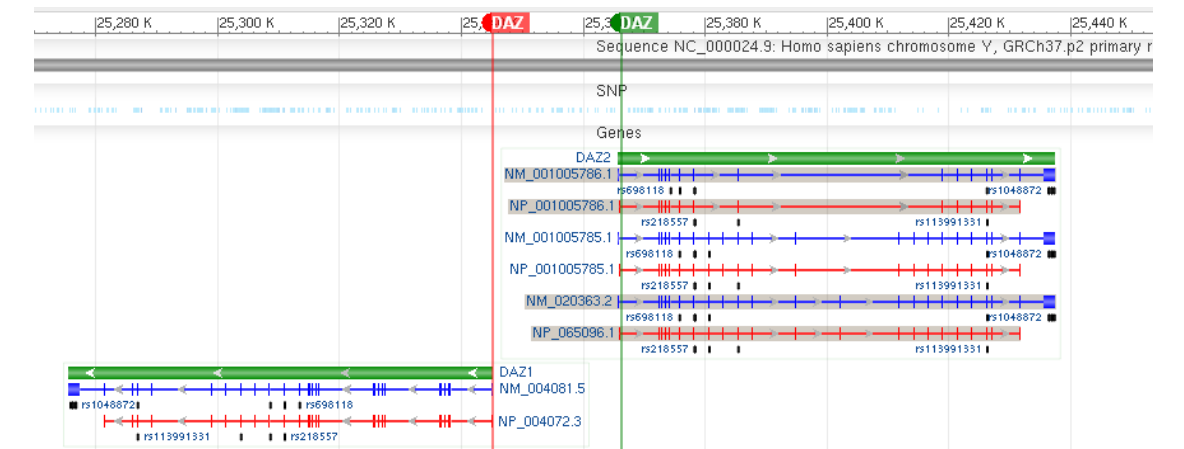 25,280 K 25,300 K 25,320 K 25, DAZ 25,3 DAZ 25,380 K 25,400 K 25,420 K 25,440 K
Sequence NC_000024.9: Homo sapiens chromosome Y, GRCh37.p2 primary r
SNP
Genes
DAZ2
NM_001005786.1
rs698118 rs1048872
NP_001005786.1
rs218557 rs113991331
NM_001005785.1
rs698118 rs1048872
NP_001005785.1
rs218557 rs113991331
NM_020363.2
rs698118 rs1048872
NP_065096.1
rs218557 rs113991331
DAZ1
NM_004081.5
rs1048872 rs698118
NP_004072.3
rs113991331 rs218557